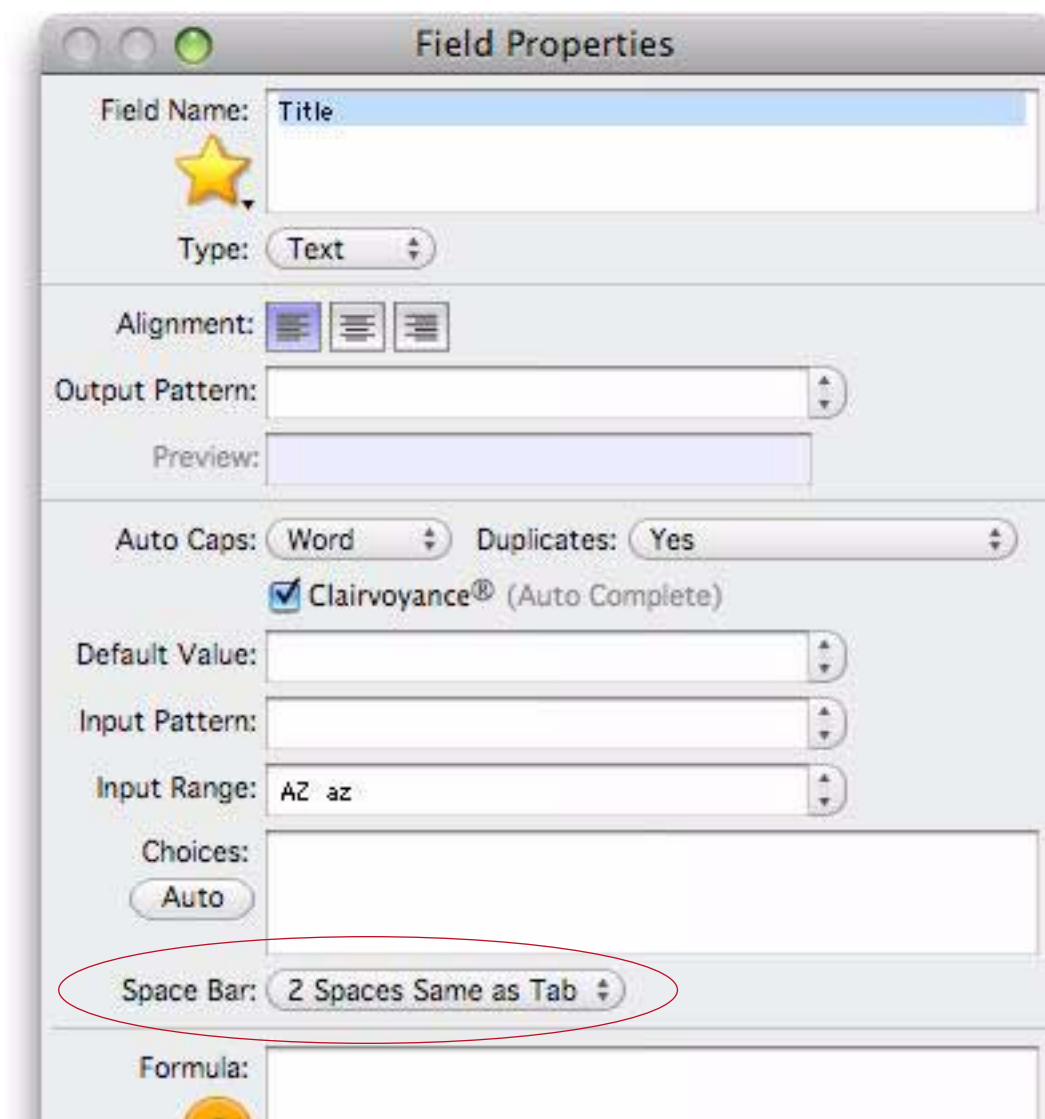 Field Properties
Field Name: Title
Type: Text
Alignment:
Output Pattern:
Preview:
Auto Caps: Word Duplicates: Yes
Clairvoyance® (Auto Complete)
Default Value:
Input Pattern:
Input Range: AZ az
Choices:
Auto
Space Bar: 2 Spaces Same as Tab
Formula: